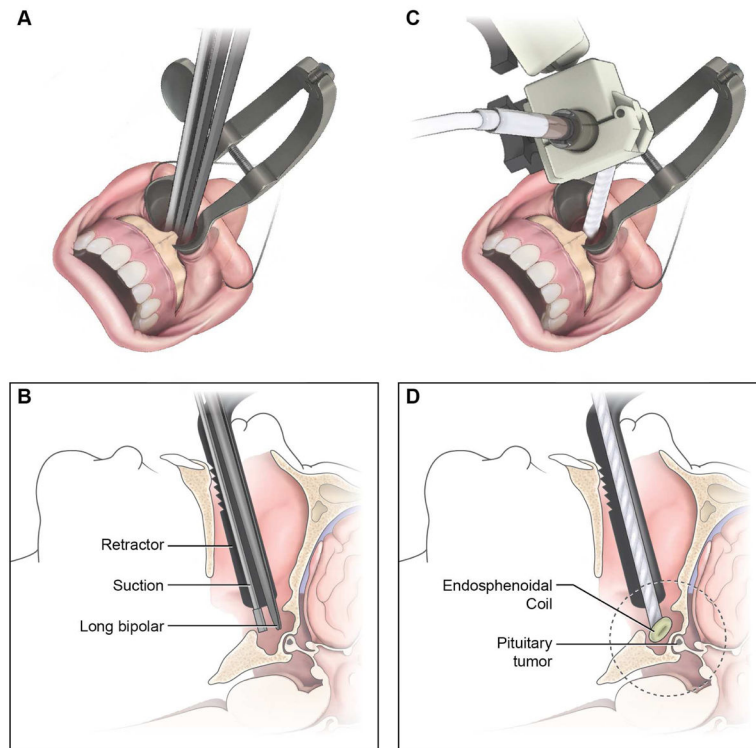 A
C
B
Retractor
Suction
Long bipolar
D
Endosphenoidal
Coil
Pituitary
tumor